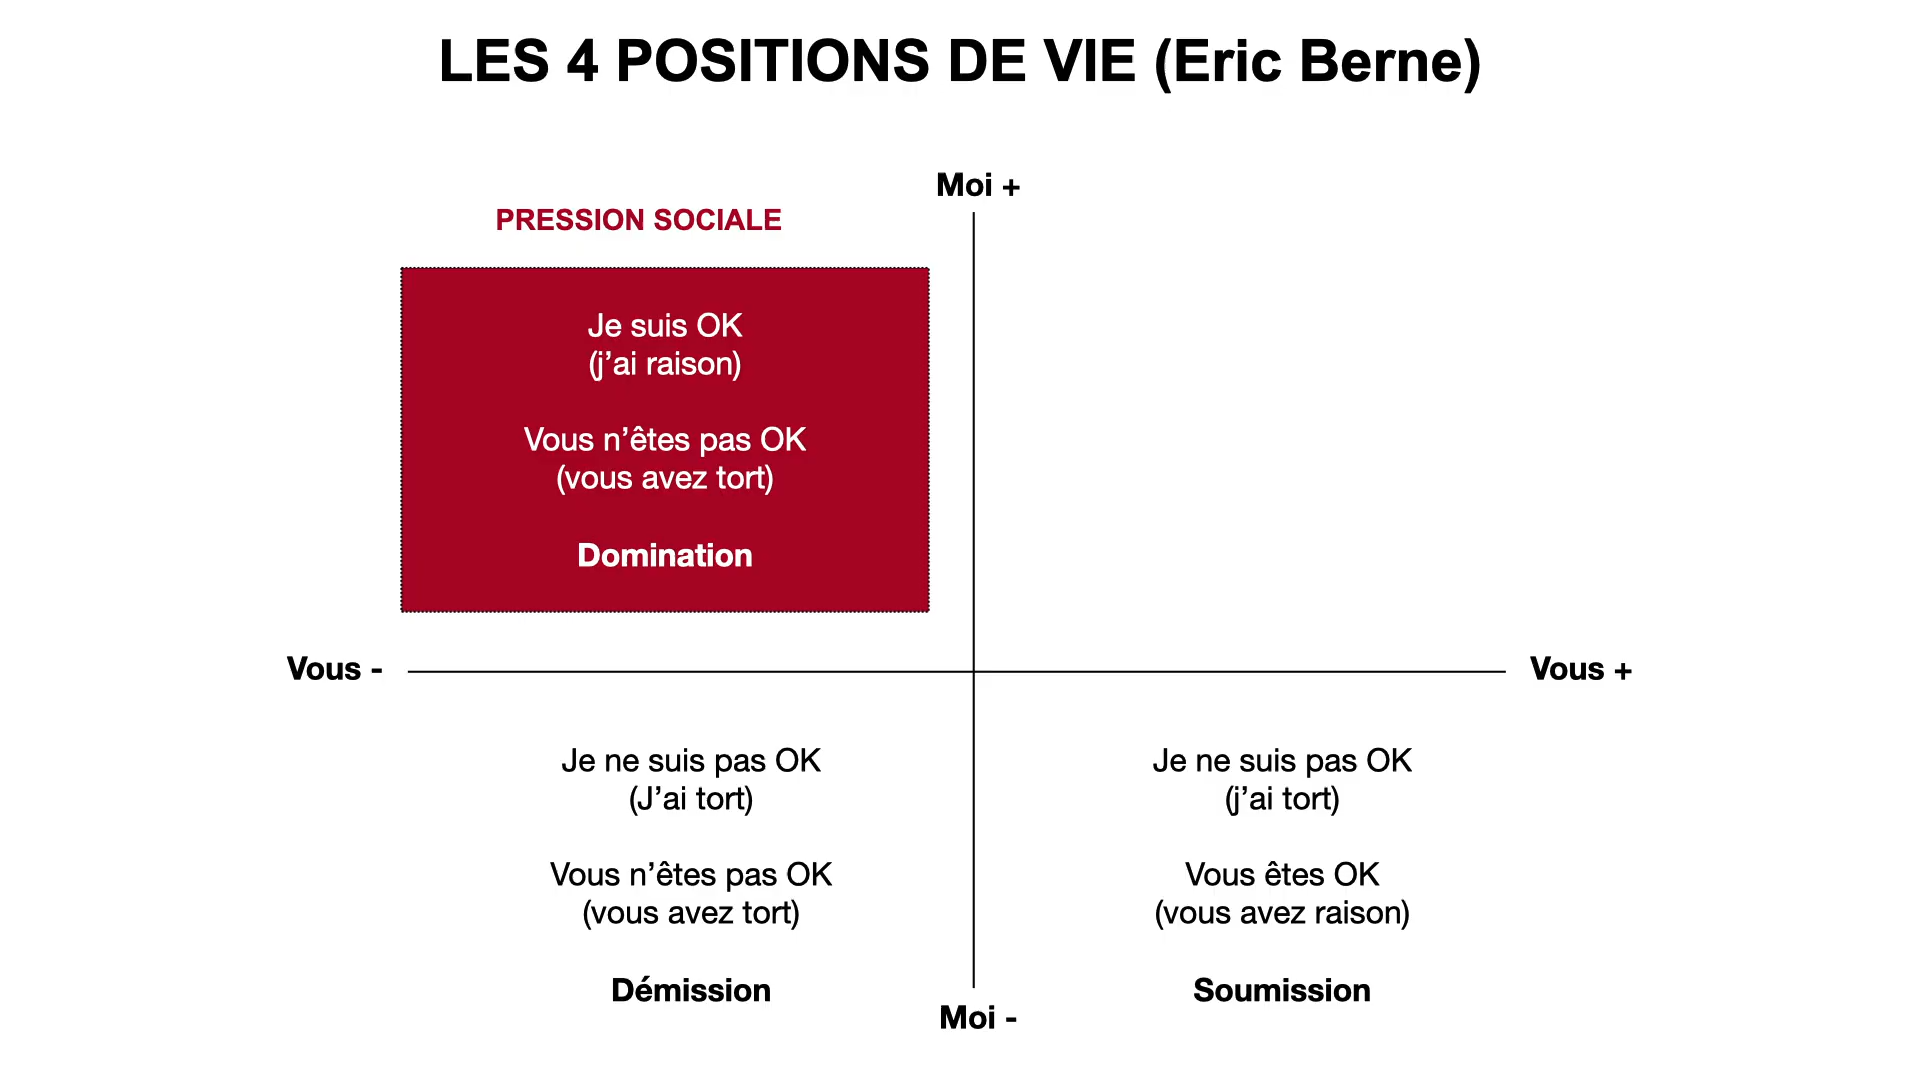 LES 4 POSITIONS DE VIE (Eric Berne)
Moi +
PRESSION SOCIALE
Je suis OK
(j’ai raison)
Vous n’êtes pas OK
(vous avez tort)
Domination
Vous -
Vous +
Je ne suis pas OK
(J’ai tort)
Vous n’êtes pas OK
(vous avez tort)
Démission
Je ne suis pas OK
(j’ai tort)
Vous êtes OK
(vous avez raison)
Soumission
Moi -